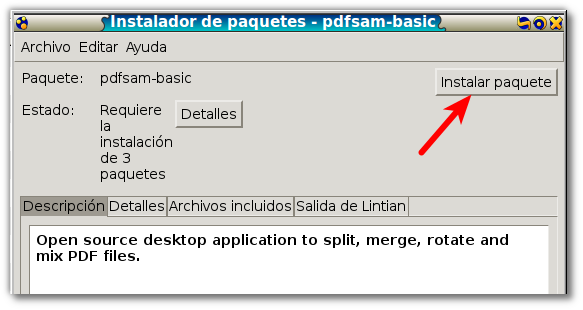 Instalador de paquetes - pdfsam-basic
Archivo Editar Ayuda
Paquete: pdfsam-basic
Instalar paquete
Estado: Requiere
la
instalación
de 3
paquetes
Detalles
Descripción Detalles Archivos incluidos Salida de Lintian
Open source desktop application to split, merge, rotate and
mix PDF files.